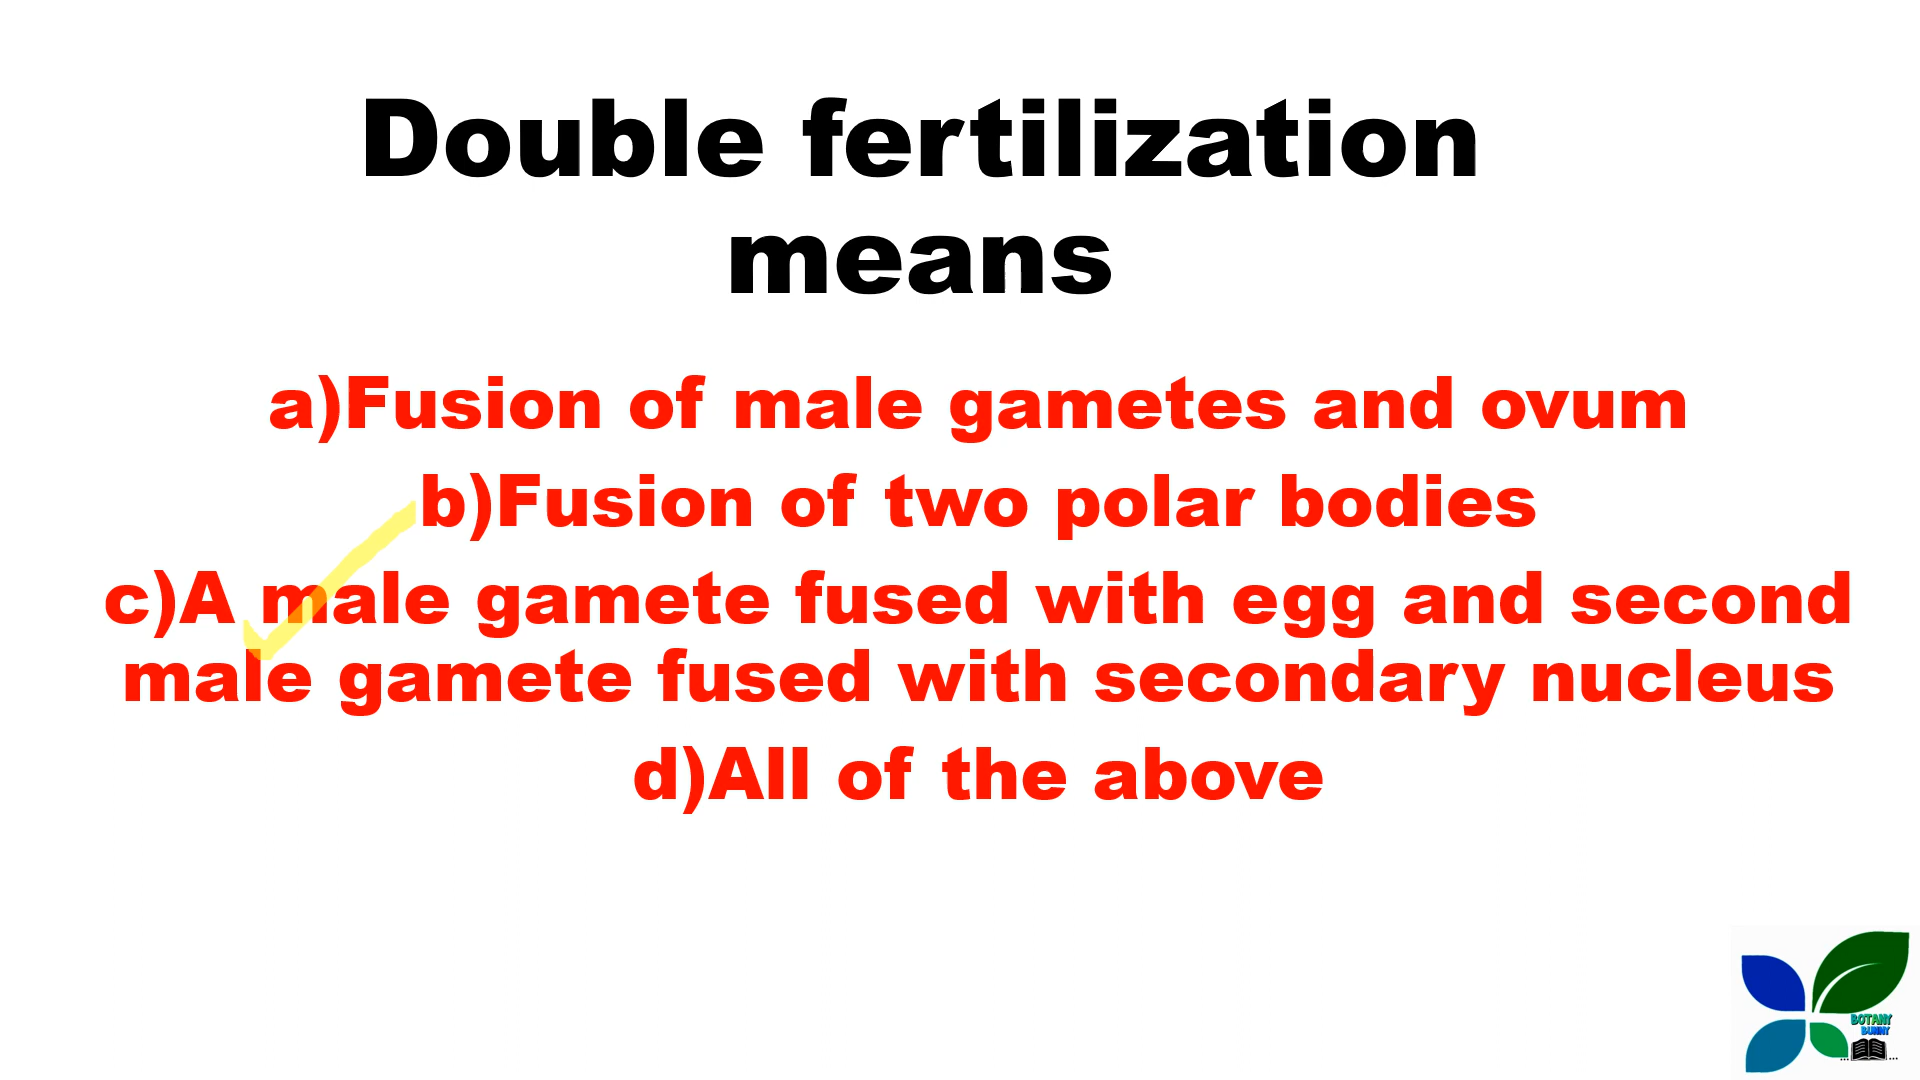 Double fertilization
means
a)Fusion of male gametes and ovum
b)Fusion of two polar bodies
c)A male gamete fused with egg and second
male gamete fused with secondary nucleus
d)All of the above
BOTANY
BUNNY